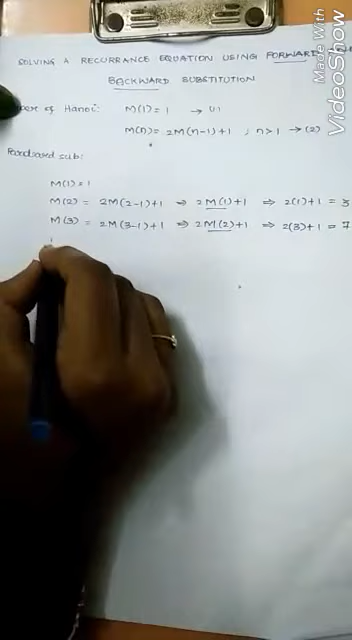 SOLVING A RECURRANCE EQUATION USING FORWARD
BACKWARD SUBSTITUTION
of Hanoi: M(1) = 1 → (1)
M(n) = 2M(n-1)+1 ; n>1 → (2)
Forward sub:
M(1) = 1
M(2) = 2M(2-1)+1 ⇒ 2M(1)+1 ⇒ 2(1)+1 = 3
M(3) = 2M(3-1)+1 ⇒ 2M(2)+1 ⇒ 2(3)+1 = 7
Made With
VideoShow